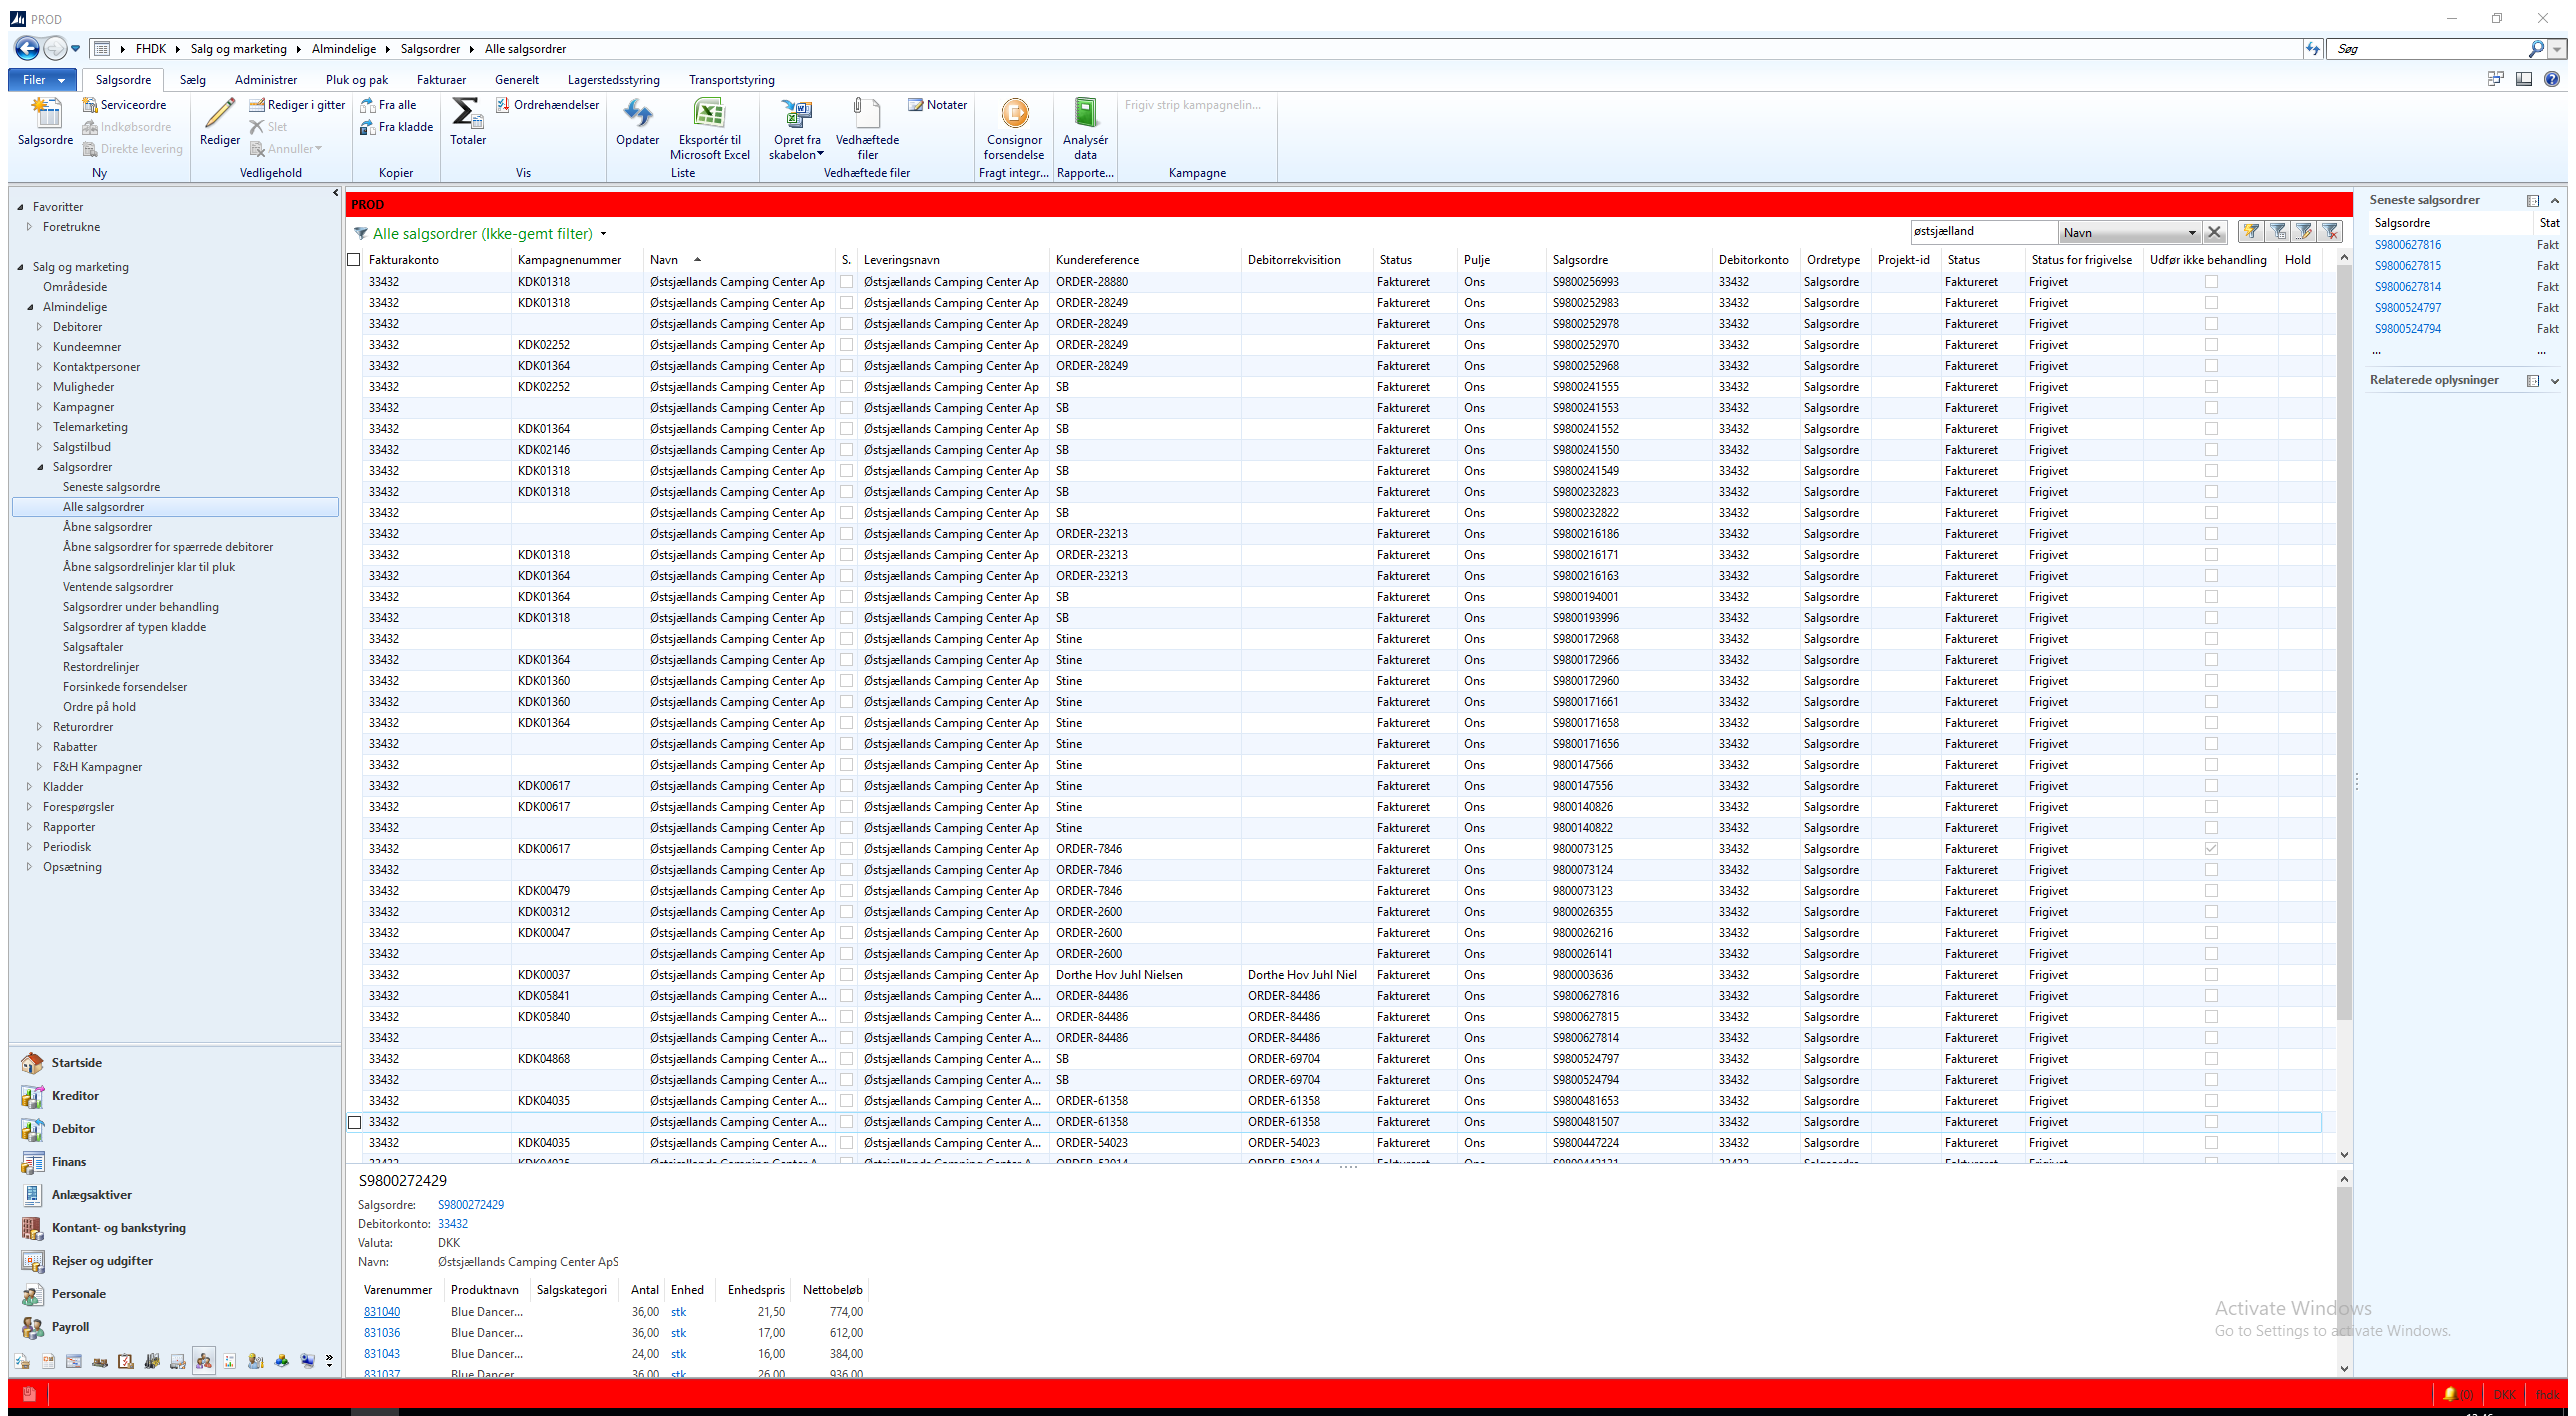 PROD
FHDK Salg og marketing Almindelige Salgsordrer Alle salgsordrer Søg
Filer Salgsordre Sælg Administrer Pluk og pak Fakturaer Generelt Lagerstedsstyring Transportstyring
Salgsordre Serviceordre Indkøbsordre Direkte levering Ny
Rediger Rediger i gitter Slet Annuller Vedligehold
Fra alle Fra kladde Kopier
Totaler Ordrehændelser Vis
Opdater Eksportér til Microsoft Excel Liste
Opret fra skabelon Vedhæftede filer Notater Vedhæftede filer
Consignor forsendelse Fragt integr...
Analysér data Rapporte...
Frigiv strip kampagnelin... Kampagne
Favoritter
Foretrukne
Salg og marketing
Områdeside
Almindelige
Debitorer
Kundeemner
Kontaktpersoner
Muligheder
Kampagner
Telemarketing
Salgstilbud
Salgsordrer
Seneste salgsordre
Alle salgsordrer
Åbne salgsordrer
Åbne salgsordrer for spærrede debitorer
Åbne salgsordrelinjer klar til pluk
Ventende salgsordrer
Salgsordrer under behandling
Salgsordrer af typen kladde
Salgsaftaler
Restordrelinjer
Forsinkede forsendelser
Ordre på hold
Returordrer
Rabatter
F&H Kampagner
Kladder
Forespørgsler
Rapporter
Periodisk
Opsætning
Startside
Kreditor
Debitor
Finans
Anlægsaktiver
Kontant- og bankstyring
Rejser og udgifter
Personale
Payroll
PROD
Alle salgsordrer (Ikke-gemt filter) østsjælland Navn
Fakturakonto Kampagnenummer Navn S. Leveringsnavn Kundereference Debitorrekvisition Status Pulje Salgsordre Debitorkonto Ordretype Projekt-id Status Status for frigivelse Udfør ikke behandling Hold
33432 KDK01318 Østsjællands Camping Center Ap Østsjællands Camping Center Ap ORDER-28880 Faktureret Ons S9800256993 33432 Salgsordre Faktureret Frigivet
33432 KDK01318 Østsjællands Camping Center Ap Østsjællands Camping Center Ap ORDER-28249 Faktureret Ons S9800252983 33432 Salgsordre Faktureret Frigivet
33432 Østsjællands Camping Center Ap Østsjællands Camping Center Ap ORDER-28249 Faktureret Ons S9800252978 33432 Salgsordre Faktureret Frigivet
33432 KDK02252 Østsjællands Camping Center Ap Østsjællands Camping Center Ap ORDER-28249 Faktureret Ons S9800252970 33432 Salgsordre Faktureret Frigivet
33432 KDK01364 Østsjællands Camping Center Ap Østsjællands Camping Center Ap ORDER-28249 Faktureret Ons S9800252968 33432 Salgsordre Faktureret Frigivet
33432 KDK02252 Østsjællands Camping Center Ap Østsjællands Camping Center Ap SB Faktureret Ons S9800241555 33432 Salgsordre Faktureret Frigivet
33432 Østsjællands Camping Center Ap Østsjællands Camping Center Ap SB Faktureret Ons S9800241553 33432 Salgsordre Faktureret Frigivet
33432 KDK01364 Østsjællands Camping Center Ap Østsjællands Camping Center Ap SB Faktureret Ons S9800241552 33432 Salgsordre Faktureret Frigivet
33432 KDK02146 Østsjællands Camping Center Ap Østsjællands Camping Center Ap SB Faktureret Ons S9800241550 33432 Salgsordre Faktureret Frigivet
33432 KDK01318 Østsjællands Camping Center Ap Østsjællands Camping Center Ap SB Faktureret Ons S9800241549 33432 Salgsordre Faktureret Frigivet
33432 KDK01318 Østsjællands Camping Center Ap Østsjællands Camping Center Ap SB Faktureret Ons S9800232823 33432 Salgsordre Faktureret Frigivet
33432 Østsjællands Camping Center Ap Østsjællands Camping Center Ap SB Faktureret Ons S9800232822 33432 Salgsordre Faktureret Frigivet
33432 Østsjællands Camping Center Ap Østsjællands Camping Center Ap ORDER-23213 Faktureret Ons S9800216186 33432 Salgsordre Faktureret Frigivet
33432 KDK01318 Østsjællands Camping Center Ap Østsjællands Camping Center Ap ORDER-23213 Faktureret Ons S9800216171 33432 Salgsordre Faktureret Frigivet
33432 KDK01364 Østsjællands Camping Center Ap Østsjællands Camping Center Ap ORDER-23213 Faktureret Ons S9800216163 33432 Salgsordre Faktureret Frigivet
33432 KDK01364 Østsjællands Camping Center Ap Østsjællands Camping Center Ap SB Faktureret Ons S9800194001 33432 Salgsordre Faktureret Frigivet
33432 KDK01318 Østsjællands Camping Center Ap Østsjællands Camping Center Ap SB Faktureret Ons S9800193996 33432 Salgsordre Faktureret Frigivet
33432 Østsjællands Camping Center Ap Østsjællands Camping Center Ap Stine Faktureret Ons S9800172968 33432 Salgsordre Faktureret Frigivet
33432 KDK01364 Østsjællands Camping Center Ap Østsjællands Camping Center Ap Stine Faktureret Ons S9800172966 33432 Salgsordre Faktureret Frigivet
33432 KDK01360 Østsjællands Camping Center Ap Østsjællands Camping Center Ap Stine Faktureret Ons S9800172960 33432 Salgsordre Faktureret Frigivet
33432 KDK01360 Østsjællands Camping Center Ap Østsjællands Camping Center Ap Stine Faktureret Ons S9800171661 33432 Salgsordre Faktureret Frigivet
33432 KDK01364 Østsjællands Camping Center Ap Østsjællands Camping Center Ap Stine Faktureret Ons S9800171658 33432 Salgsordre Faktureret Frigivet
33432 Østsjællands Camping Center Ap Østsjællands Camping Center Ap Stine Faktureret Ons S9800171656 33432 Salgsordre Faktureret Frigivet
33432 Østsjællands Camping Center Ap Østsjællands Camping Center Ap Stine Faktureret Ons 9800147566 33432 Salgsordre Faktureret Frigivet
33432 KDK00617 Østsjællands Camping Center Ap Østsjællands Camping Center Ap Stine Faktureret Ons 9800147556 33432 Salgsordre Faktureret Frigivet
33432 KDK00617 Østsjællands Camping Center Ap Østsjællands Camping Center Ap Stine Faktureret Ons 9800140826 33432 Salgsordre Faktureret Frigivet
33432 Østsjællands Camping Center Ap Østsjællands Camping Center Ap Stine Faktureret Ons 9800140822 33432 Salgsordre Faktureret Frigivet
33432 KDK00617 Østsjællands Camping Center Ap Østsjællands Camping Center Ap ORDER-7846 Faktureret Ons 9800073125 33432 Salgsordre Faktureret Frigivet
33432 Østsjællands Camping Center Ap Østsjællands Camping Center Ap ORDER-7846 Faktureret Ons 9800073124 33432 Salgsordre Faktureret Frigivet
33432 KDK00479 Østsjællands Camping Center Ap Østsjællands Camping Center Ap ORDER-7846 Faktureret Ons 9800073123 33432 Salgsordre Faktureret Frigivet
33432 KDK00312 Østsjællands Camping Center Ap Østsjællands Camping Center Ap ORDER-2600 Faktureret Ons 9800026355 33432 Salgsordre Faktureret Frigivet
33432 KDK00047 Østsjællands Camping Center Ap Østsjællands Camping Center Ap ORDER-2600 Faktureret Ons 9800026216 33432 Salgsordre Faktureret Frigivet
33432 Østsjællands Camping Center Ap Østsjællands Camping Center Ap ORDER-2600 Faktureret Ons 9800026141 33432 Salgsordre Faktureret Frigivet
33432 KDK00037 Østsjællands Camping Center Ap Østsjællands Camping Center Ap Dorthe Hov Juhl Nielsen Dorthe Hov Juhl Niel Faktureret Ons 9800003636 33432 Salgsordre Faktureret Frigivet
33432 KDK05841 Østsjællands Camping Center A... Østsjællands Camping Center A... ORDER-84486 ORDER-84486 Faktureret Ons S9800627816 33432 Salgsordre Faktureret Frigivet
33432 KDK05840 Østsjællands Camping Center A... Østsjællands Camping Center A... ORDER-84486 ORDER-84486 Faktureret Ons S9800627815 33432 Salgsordre Faktureret Frigivet
33432 Østsjællands Camping Center A... Østsjællands Camping Center A... ORDER-84486 ORDER-84486 Faktureret Ons S9800627814 33432 Salgsordre Faktureret Frigivet
33432 KDK04868 Østsjællands Camping Center A... Østsjællands Camping Center A... SB ORDER-69704 Faktureret Ons S9800524797 33432 Salgsordre Faktureret Frigivet
33432 Østsjællands Camping Center A... Østsjællands Camping Center A... SB ORDER-69704 Faktureret Ons S9800524794 33432 Salgsordre Faktureret Frigivet
33432 KDK04035 Østsjællands Camping Center A... Østsjællands Camping Center A... ORDER-61358 ORDER-61358 Faktureret Ons S9800481653 33432 Salgsordre Faktureret Frigivet
33432 Østsjællands Camping Center A... Østsjællands Camping Center A... ORDER-61358 ORDER-61358 Faktureret Ons S9800481507 33432 Salgsordre Faktureret Frigivet
33432 KDK04035 Østsjællands Camping Center A... Østsjællands Camping Center A... ORDER-54023 ORDER-54023 Faktureret Ons S9800447224 33432 Salgsordre Faktureret Frigivet
S9800272429
Salgsordre: S9800272429
Debitorkonto: 33432
Valuta: DKK
Navn: Østsjællands Camping Center ApS
Varenummer Produktnavn Salgskategori Antal Enhed Enhedspris Nettobeløb
831040 Blue Dancer... 36,00 stk 21,50 774,00
831036 Blue Dancer... 36,00 stk 17,00 612,00
831043 Blue Dancer... 24,00 stk 16,00 384,00
831037 Blue Dancer 36,00 stk 26,00 936,00
Seneste salgsordrer
Salgsordre Stat
S9800627816 Fakt
S9800627815 Fakt
S9800627814 Fakt
S9800524797 Fakt
S9800524794 Fakt
... ...
Relaterede oplysninger
Activate Windows
Go to Settings to activate Windows.
(0) DKK fhdk